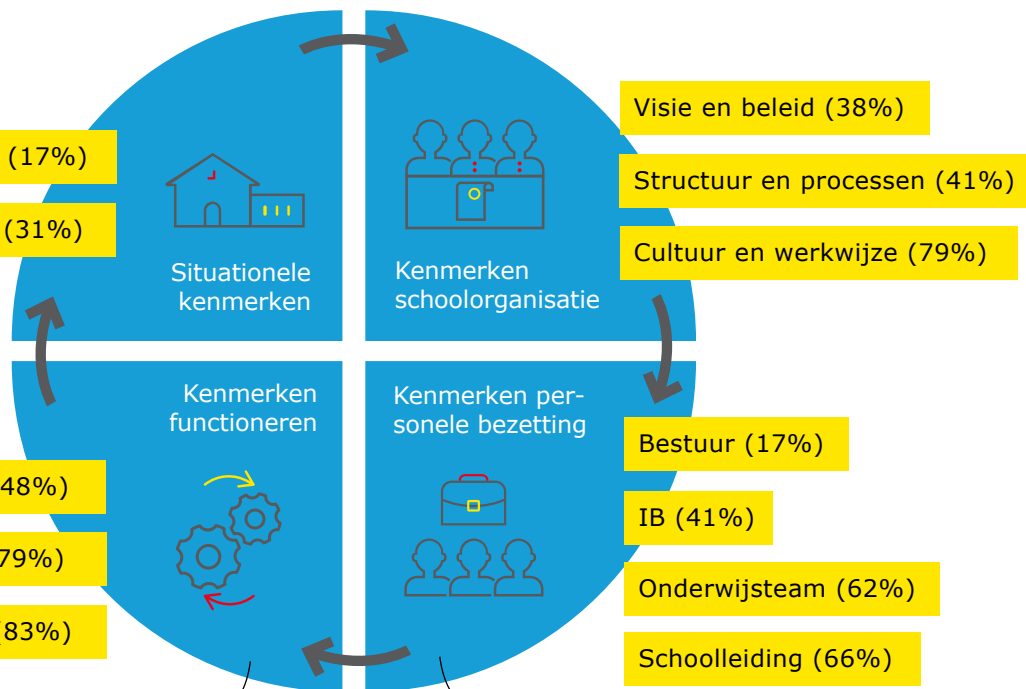 Visie en beleid (38%)
Structuur en processen (41%)
Cultuur en werkwijze (79%)
(17%)
(31%)
Situationele
kenmerken
Kenmerken
schoolorganisatie
Kenmerken
functioneren
Kenmerken per-
sonele bezetting
48%)
79%)
(83%)
Bestuur (17%)
IB (41%)
Onderwijsteam (62%)
Schoolleiding (66%)